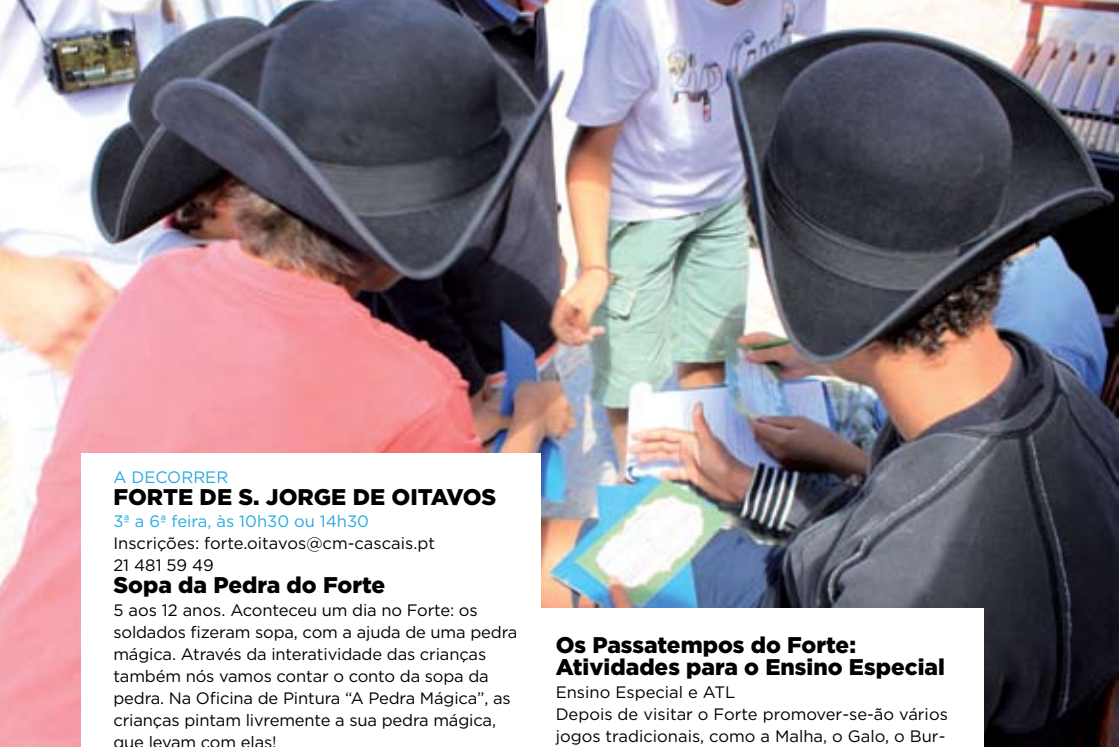 A DECORRER
FORTE DE S. JORGE DE OITAVOS
3ª a 6ª feira, às 10h30 ou 14h30
Inscrições: forte.oitavos@cm-cascais.pt
21 481 59 49
Sopa da Pedra do Forte
5 aos 12 anos. Aconteceu um dia no Forte: os
soldados fizeram sopa, com a ajuda de uma pedra
mágica. Através da interatividade das crianças
também nós vamos contar o conto da sopa da
pedra. Na Oficina de Pintura “A Pedra Mágica”, as
crianças pintam livremente a sua pedra mágica,
que levam com elas!
Os Passatempos do Forte:
Atividades para o Ensino Especial
Ensino Especial e ATL
Depois de visitar o Forte promover-se-ão vários
jogos tradicionais, como a Malha, o Galo, o Bur-